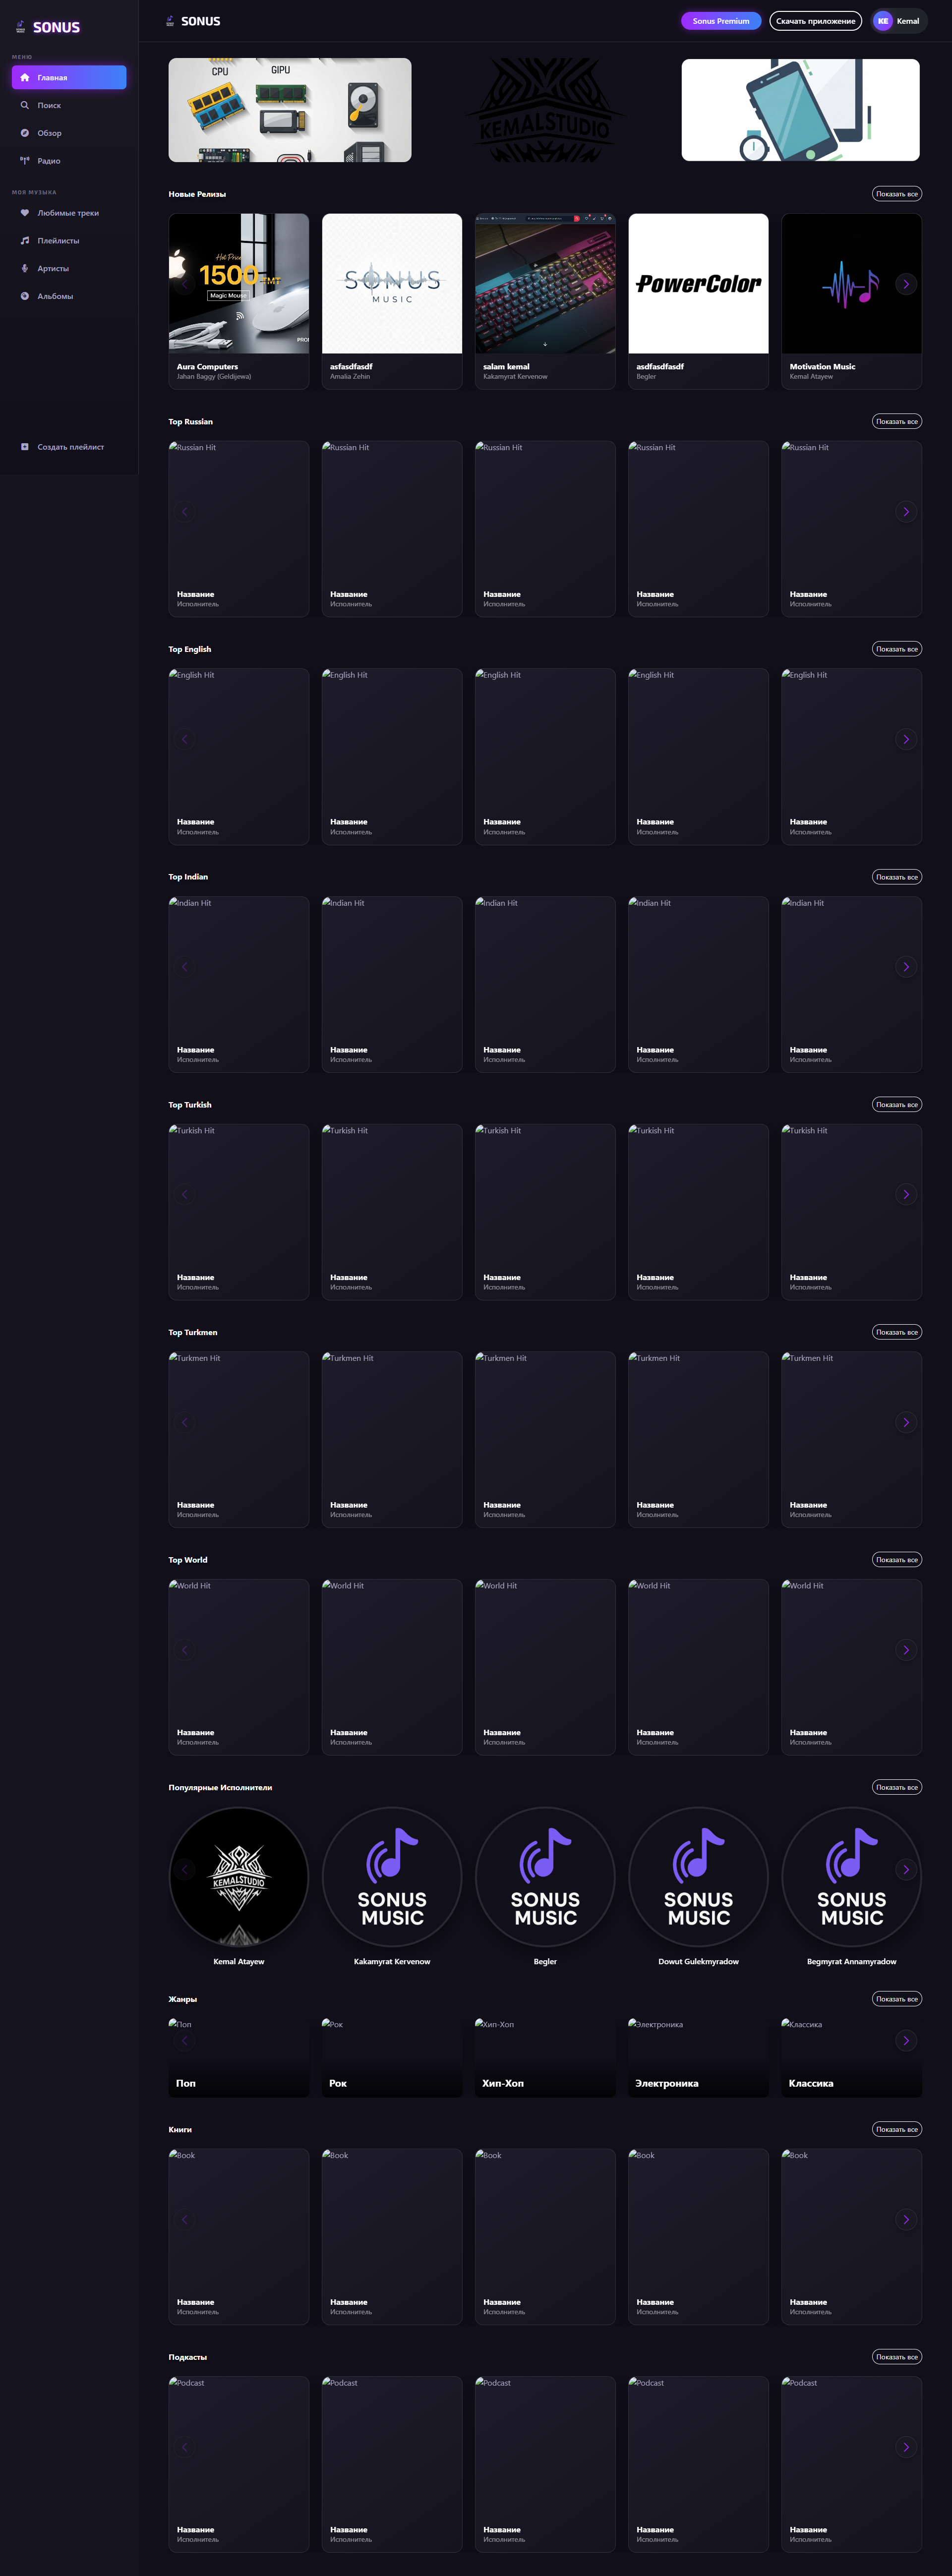 SONUS
МЕНЮ
Главная
Поиск
Обзор
Радио
МОЯ МУЗЫКА
Любимые треки
Плейлисты
Артисты
Альбомы
Создать плейлист
SONUS
Sonus Premium
Скачать приложение
KE
Kemal
CPU
GIPU
KEMALSTUDIO
Новые Релизы
Показать все
Hot Price
1500 TMT
Magic Mouse
Aura Computers
Jahan Baggy (Geldijewa)
SONUS
MUSIC
asfasdfasdf
Amalia Zehin
salam kemal
Kakamyrat Kervenow
PowerColor
asdfasdfasdf
Begler
Motivation Music
Kemal Atayew
Top Russian
Показать все
Russian Hit
Russian Hit
Russian Hit
Russian Hit
Russian Hit
Название
Исполнитель
Название
Исполнитель
Название
Исполнитель
Название
Исполнитель
Название
Исполнитель
Top English
Показать все
English Hit
English Hit
English Hit
English Hit
English Hit
Название
Исполнитель
Название
Исполнитель
Название
Исполнитель
Название
Исполнитель
Название
Исполнитель
Top Indian
Показать все
Indian Hit
Indian Hit
Indian Hit
Indian Hit
Indian Hit
Название
Исполнитель
Название
Исполнитель
Название
Исполнитель
Название
Исполнитель
Название
Исполнитель
Top Turkish
Показать все
Turkish Hit
Turkish Hit
Turkish Hit
Turkish Hit
Turkish Hit
Название
Исполнитель
Название
Исполнитель
Название
Исполнитель
Название
Исполнитель
Название
Исполнитель
Top Turkmen
Показать все
Turkmen Hit
Turkmen Hit
Turkmen Hit
Turkmen Hit
Turkmen Hit
Название
Исполнитель
Название
Исполнитель
Название
Исполнитель
Название
Исполнитель
Название
Исполнитель
Top World
Показать все
World Hit
World Hit
World Hit
World Hit
World Hit
Название
Исполнитель
Название
Исполнитель
Название
Исполнитель
Название
Исполнитель
Название
Исполнитель
Популярные Исполнители
Показать все
KEMALSTUDIO
Kemal Atayew
SONUS
MUSIC
Kakamyrat Kervenow
SONUS
MUSIC
Begler
SONUS
MUSIC
Dowut Gulekmyradow
SONUS
MUSIC
Begmyrat Annamyradow
Жанры
Показать все
Поп
Рок
Хип-Хоп
Электроника
Классика
Поп
Рок
Хип-Хоп
Электроника
Классика
Книги
Показать все
Book
Book
Book
Book
Book
Название
Исполнитель
Название
Исполнитель
Название
Исполнитель
Название
Исполнитель
Название
Исполнитель
Подкасты
Показать все
Podcast
Podcast
Podcast
Podcast
Podcast
Название
Исполнитель
Название
Исполнитель
Название
Исполнитель
Название
Исполнитель
Название
Исполнитель